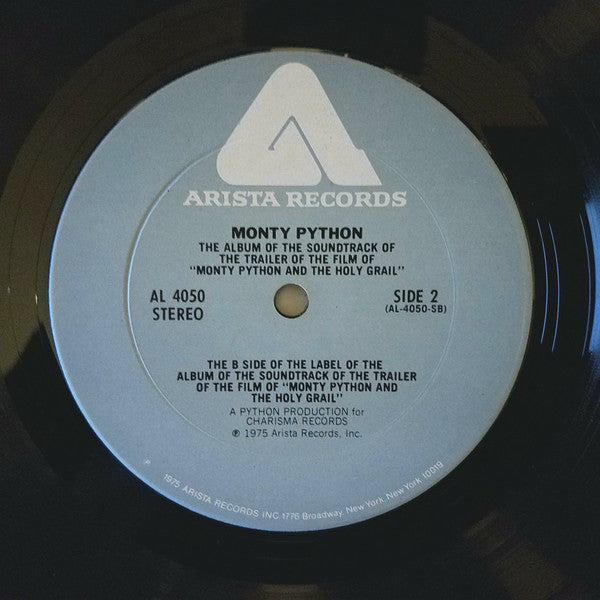 ARISTA RECORDS
MONTY PYTHON
THE ALBUM OF THE SOUNDTRACK OF
THE TRAILER OF THE FILM OF
"MONTY PYTHON AND THE HOLY GRAIL"
AL 4050
STEREO
SIDE 2
(AL-4050-SB)
THE B SIDE OF THE LABEL OF THE
ALBUM OF THE SOUNDTRACK OF THE TRAILER
OF THE FILM OF "MONTY PYTHON AND
THE HOLY GRAIL"
A PYTHON PRODUCTION for
CHARISMA RECORDS
℗ 1975 Arista Records, Inc.
P 1975 ARISTA RECORDS INC. 1776 Broadway, New York, New York 10019